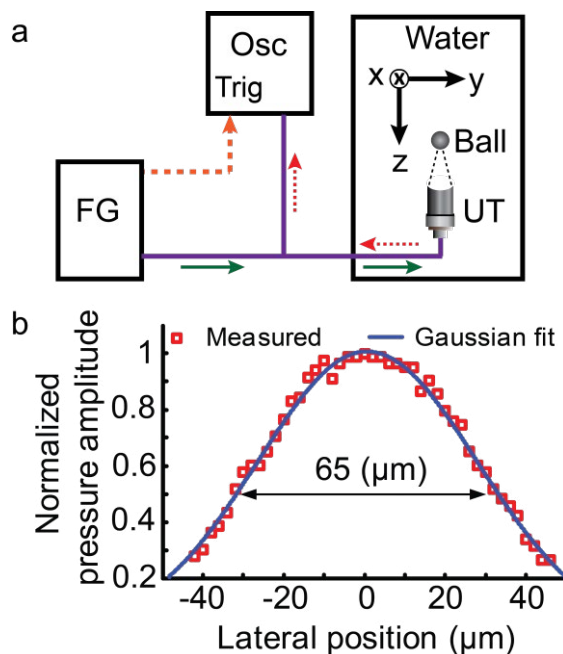 a
Osc
Trig
FG
Water
x x y
z
Ball
UT
b
Measured Gaussian fit
Normalized
pressure amplitude
1
0.8
0.6
0.4
0.2
65 (μm)
-40 -20 0 20 40
Lateral position (μm)